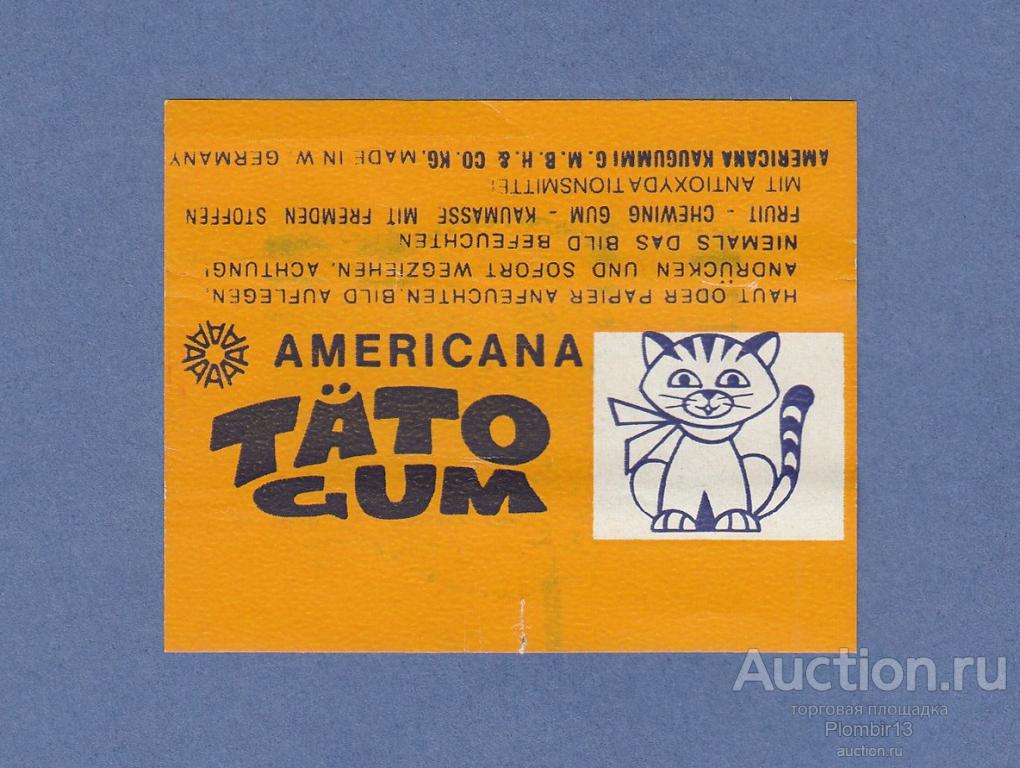 HAUT ODER PAPIER ANFEUCHTEN. BILD AUFLEGEN,
ANDRÜCKEN UND SOFORT WEGZIEHEN. ACHTUNG!
NIEMALS DAS BILD BEFEUCHTEN
FRUIT - CHEWING GUM - KAUMASSE MIT FREMDEN STOFFEN
MIT ANTIOXYDATIONSMITTEL
AMERICANA KAUGUMMI G.M.B.H. & CO. KG. MADE IN W. GERMANY
AMERICANA
TÄTO
GUM
Auction.ru
торговая площадка
Plombir13
auction.ru